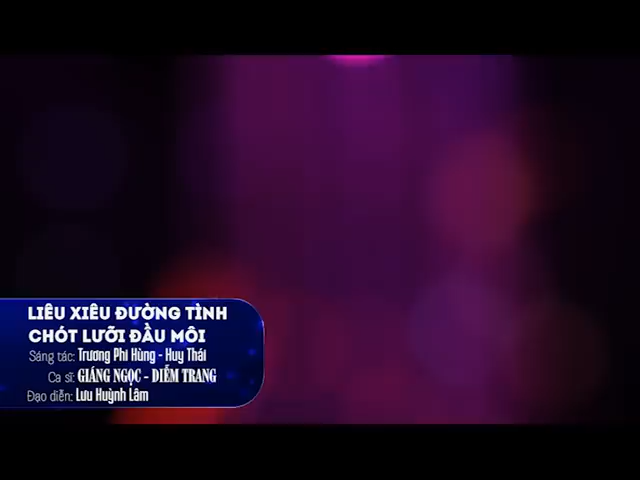 LIÊU XIÊU ĐƯỜNG TÌNH
CHÓT LƯỠI ĐẦU MÔI
Sáng tác: Trương Phi Hùng - Huy Thái
Ca sĩ: GIÁNG NGỌC - DIỄM TRANG
Đạo diễn: Lưu Huỳnh Lâm